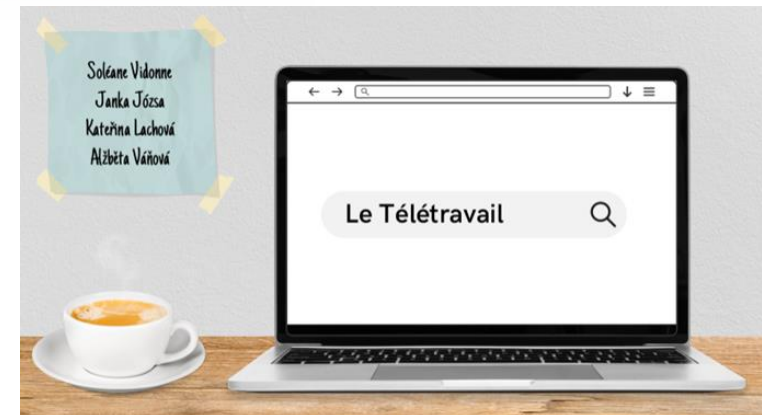 Soléane Vidonne
Janka Józsa
Kateřina Lachová
Alžběta Váňová
Le Télétravail